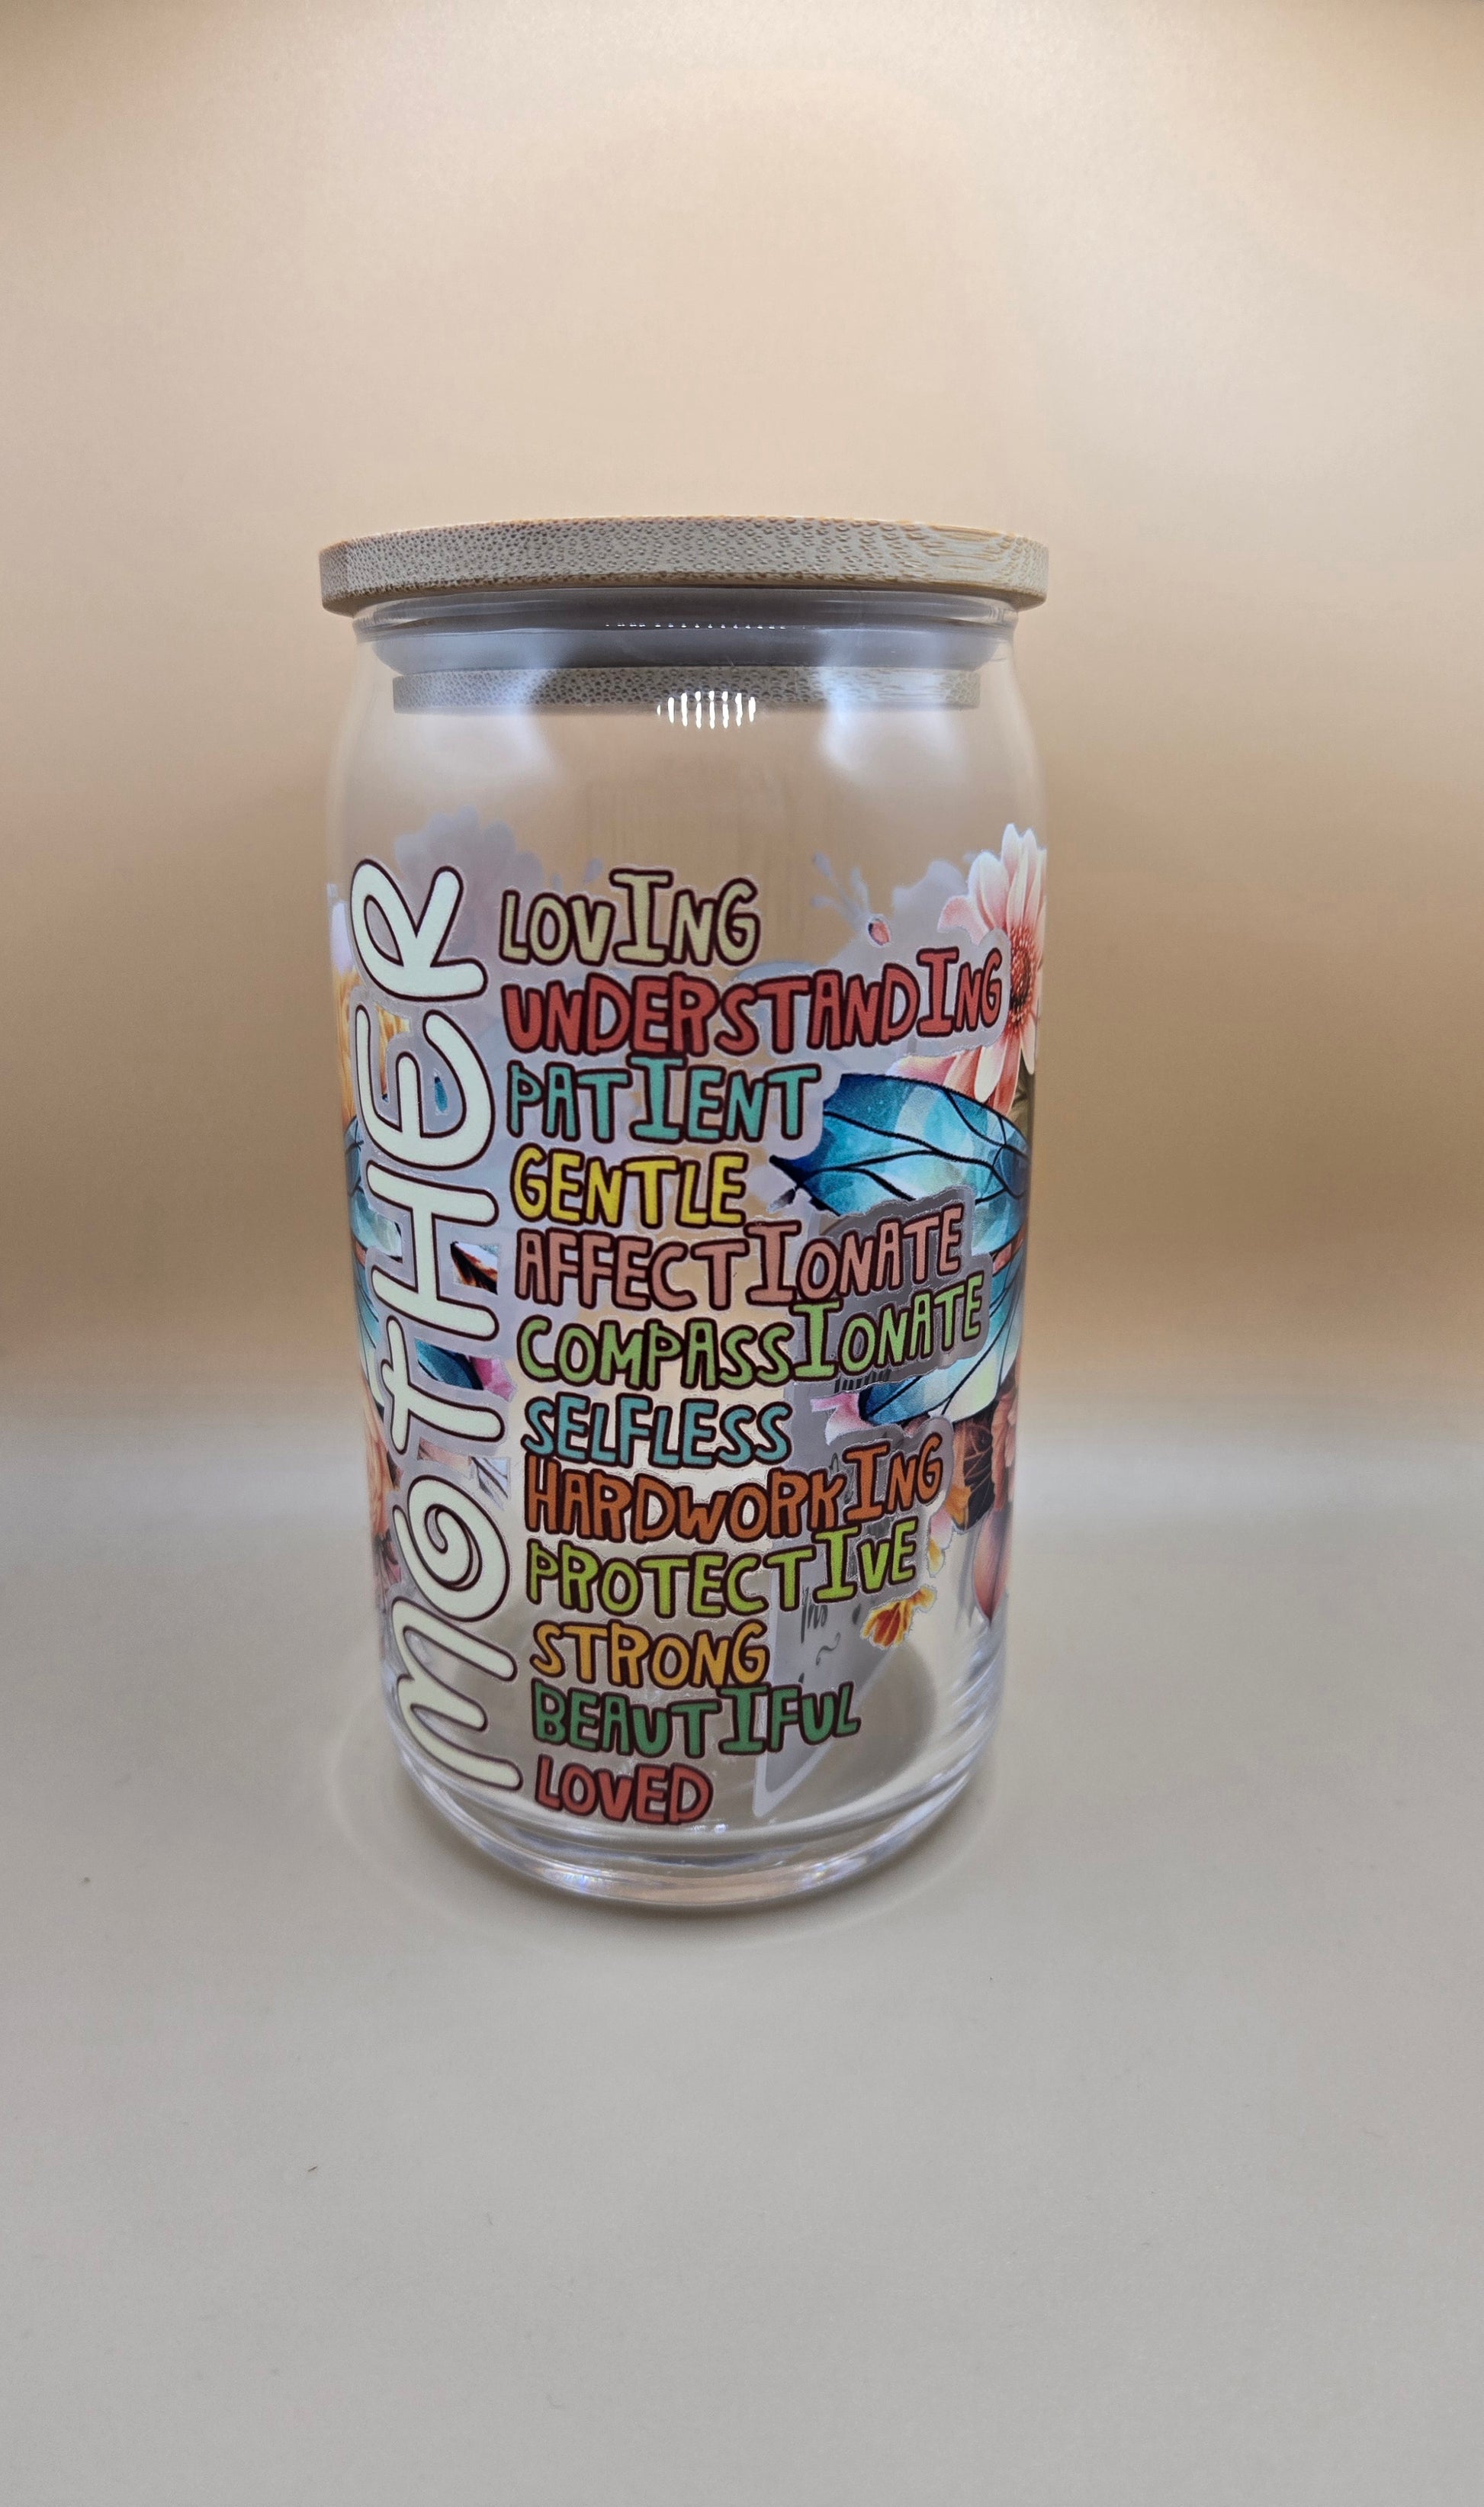 MOTHER
LOVING
UNDERSTANDING
PATIENT
GENTLE
AFFECTIONATE
COMPASSIONATE
SELFLESS
HARDWORKING
PROTECTIVE
STRONG
BEAUTIFUL
LOVED